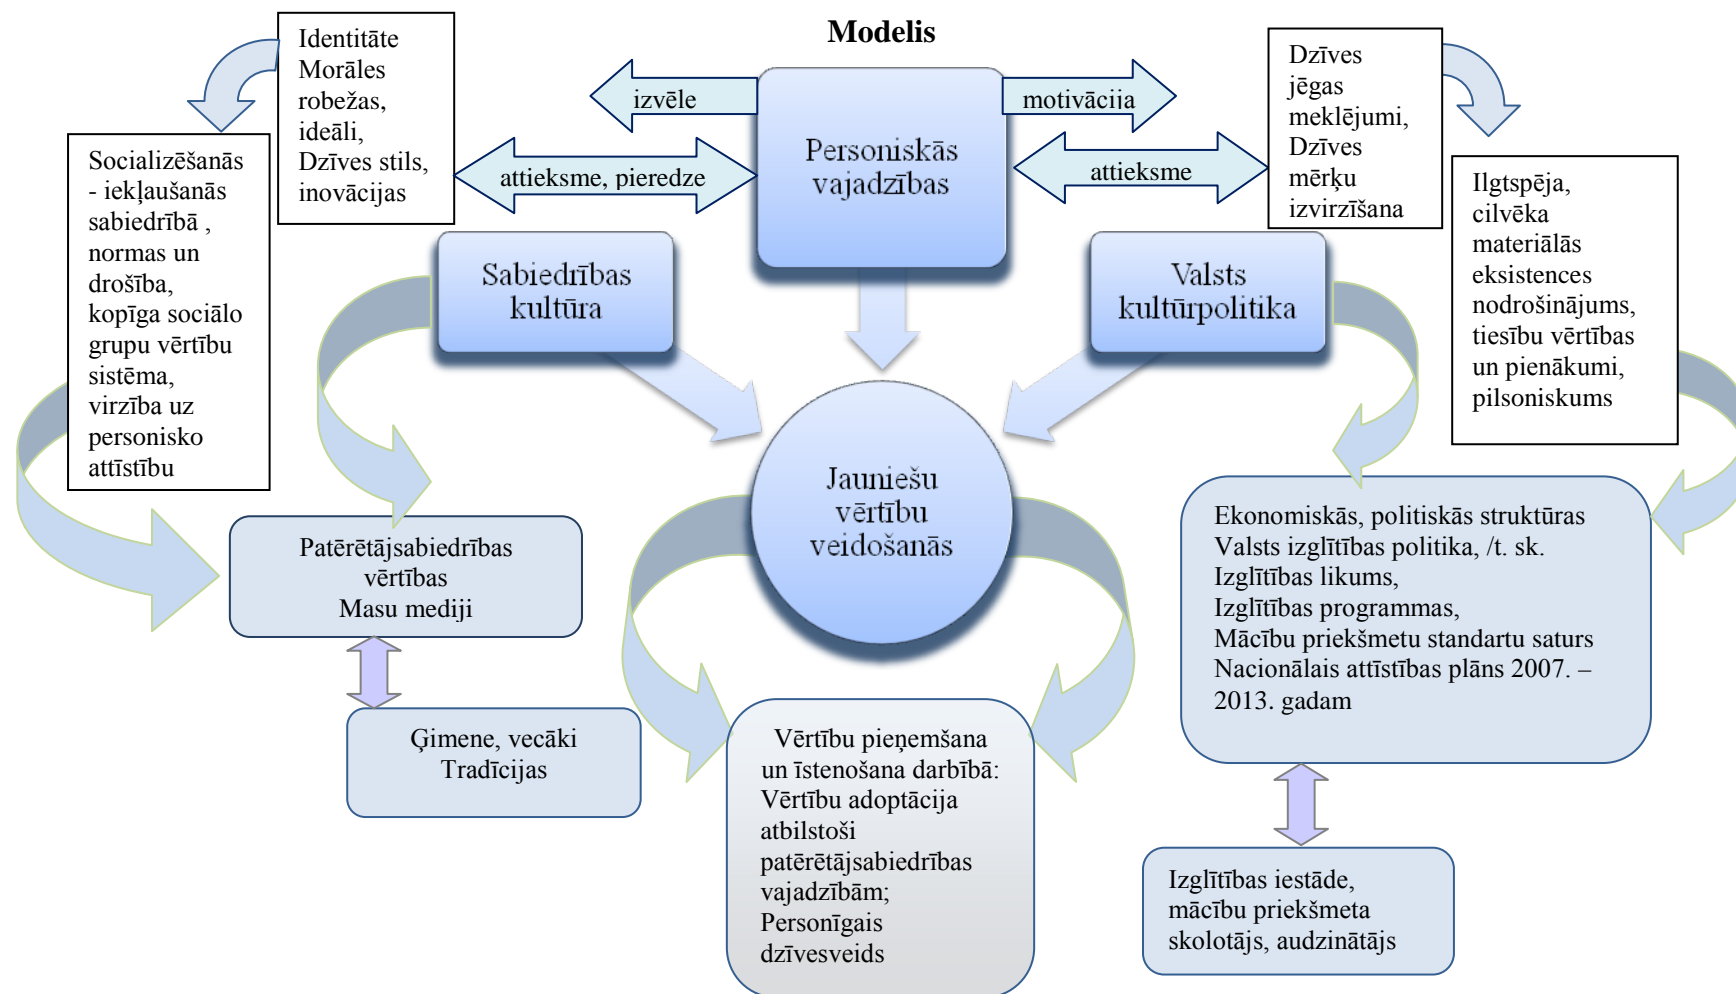 Modelis
Identitāte
Morāles
robežas,
ideāli,
Dzīves stils,
inovācijas
izvēle
motivācija
attieksme, pieredze
attieksme
Personiskās
vajadzības
Dzīves
jēgas
meklējumi,
Dzīves
mērķu
izvirzīšana
Socializēšanās
- iekļaušanās
sabiedrībā ,
normas un
drošība,
kopīga sociālo
grupu vērtību
sistēma,
virzība uz
personisko
attīstību
Sabiedrības
kultūra
Valsts
kultūrpolitika
Ilgtspēja,
cilvēka
materiālās
eksistences
nodrošinājums,
tiesību vērtības
un pienākumi,
pilsoniskums
Jauniešu
vērtību
veidošanās
Patērētājsabiedrības
vērtības
Masu mediji
Ekonomiskās, politiskās struktūras
Valsts izglītības politika, /t. sk.
Izglītības likums,
Izglītības programmas,
Mācību priekšmetu standartu saturs
Nacionālais attīstības plāns 2007. –
2013. gadam
Ģimene, vecāki
Tradīcijas
Vērtību pieņemšana
un īstenošana darbībā:
Vērtību adoptācija
atbilstoši
patērētājsabiedrības
vajadzībām;
Personīgais
dzīvesveids
Izglītības iestāde,
mācību priekšmeta
skolotājs, audzinātājs